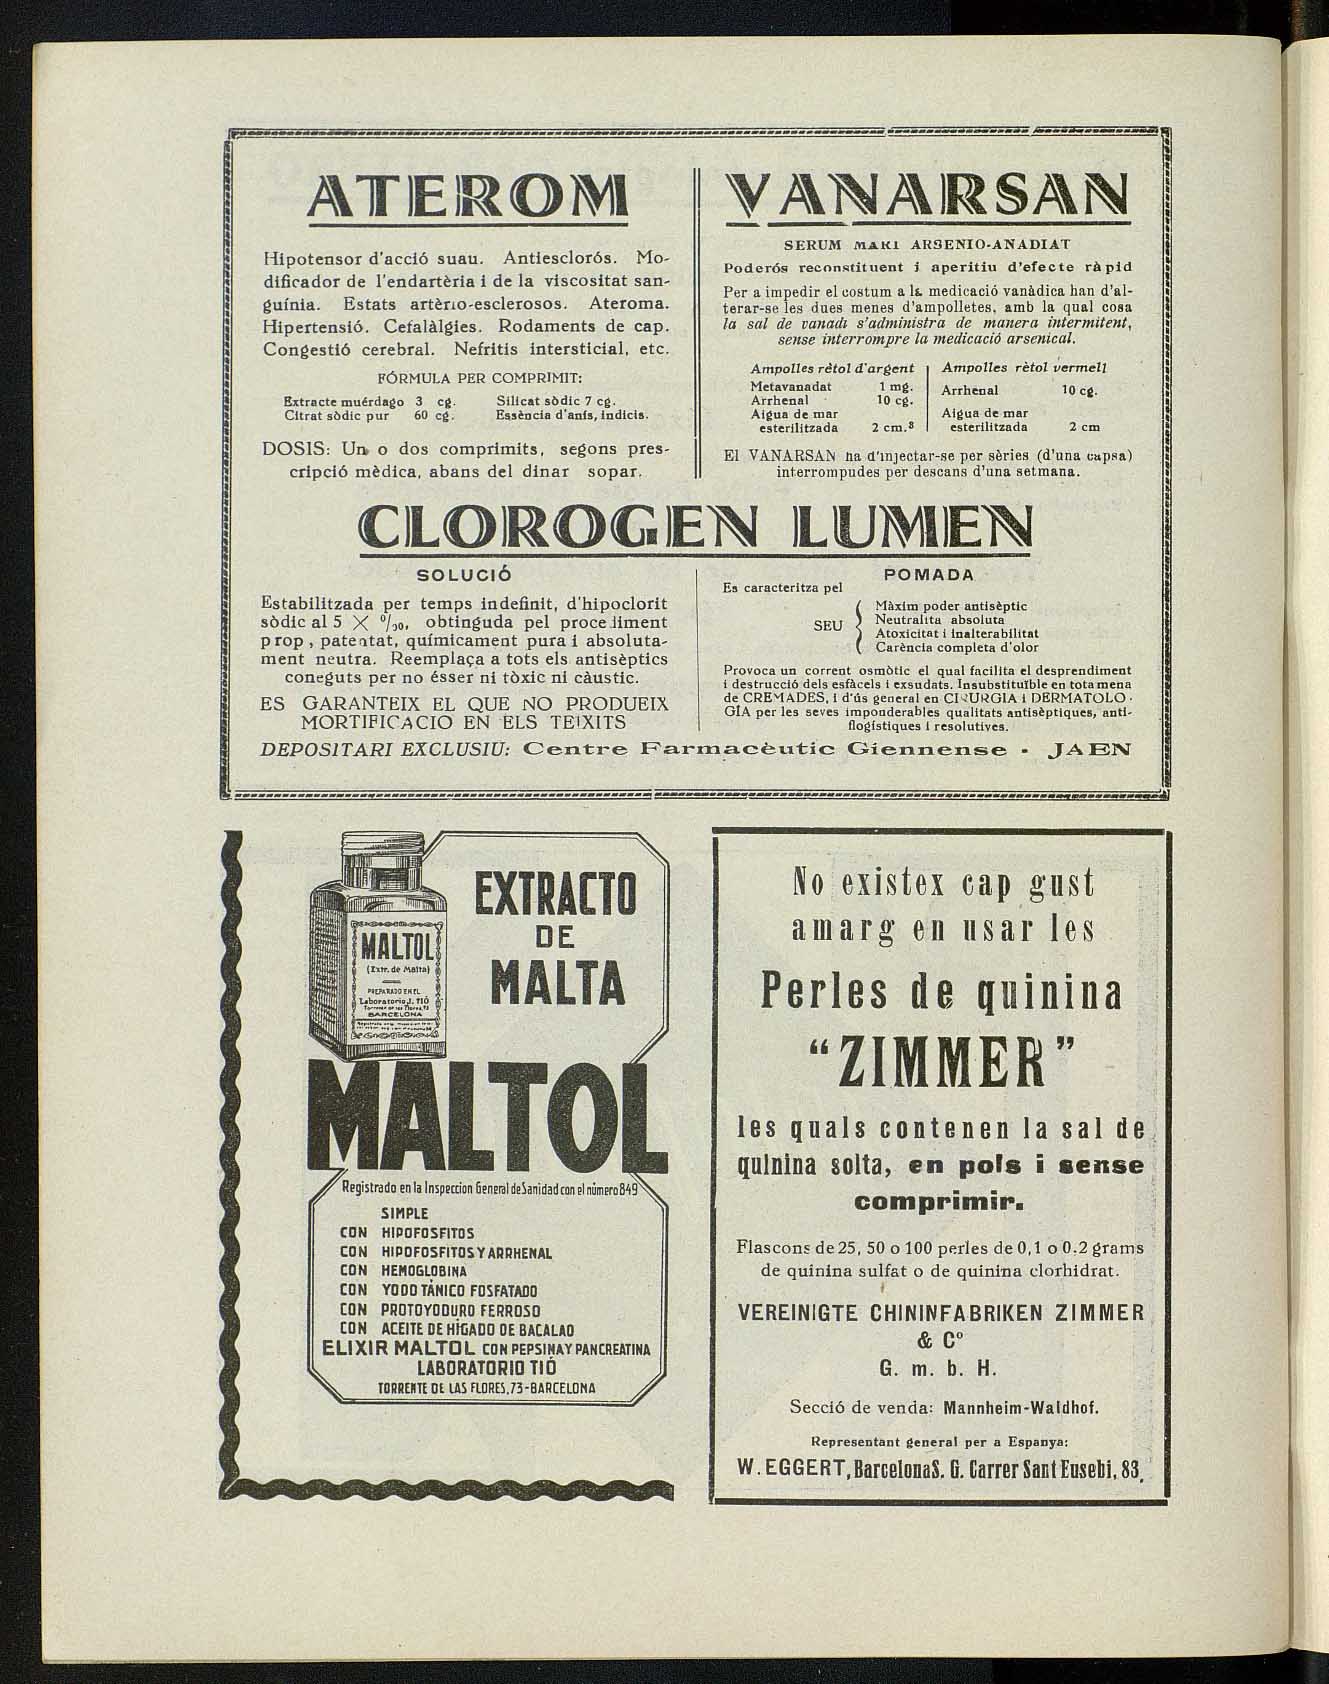 ATEROM
Hipotensor d'acció suau. Antiesclorós. Mo-
dificador de l'endartèria i de la viscositat san-
guínia. Estats artèrio-esclerosos. Ateroma.
Hipertensió. Cefalàlgies. Rodaments de cap.
Congestió cerebral. Nefritis intersticial, etc.
FÓRMULA PER COMPRIMIT:
Extracte muérdago 3 cg. Silicat sòdic 7 cg.
Citrat sòdic pur 60 cg. Essència d'anís, indicis.
DOSIS: Un o dos comprimits, segons pres-
cripció mèdica, abans del dinar sopar.
VANARSAN
SERUM MARI ARSENIO-ANADIAT
Poderós reconstituent i aperitiu d'efecte ràpid
Per a impedir el costum a la medicació vanàdica han d'al-
terar-se les dues menes d'ampolletes, amb la qual cosa
la sal de vanadi s'administra de manera intermitent,
sense interrompre la medicació arsenical.
Ampolles rètol d'argent
Metavanadat 1 mg.
Arrhenal 10 cg.
Aigua de mar
esterilitzada 2 cm.³
Ampolles rètol vermell
Arrhenal 10 cg.
Aigua de mar
esterilitzada 2 cm
El VANARSAN ha d'injectar-se per sèries (d'una capsa)
interrompudes per descans d'una setmana.
CLOROGEN LUMEN
SOLUCIÓ
Estabilitzada per temps indefinit, d'hipoclorit
sòdic al 5 × %, obtinguda pel procediment
prop, patentat, químicament pura i absoluta-
ment neutra. Reemplaça a tots els antisèptics
coneguts per no ésser ni tòxic ni càustic.
ES GARANTEIX EL QUE NO PRODUEIX
MORTIFICACIO EN ELS TEIXITS
POMADA
Es caracteritza pel
SEU
Màxim poder antisèptic
Neutralita absoluta
Atoxicitat i inalterabilitat
Carència completa d'olor
Provoca un corrent osmòtic el qual facilita el desprendiment
i destrucció dels esfàcels i exsudats. Insubstituïble en tota mena
de CREMADES, i d'ús general en CIRURGIA i DERMATOLO-
GIA per les seves imponderables qualitats antisèptiques, anti-
flogístiques i resolutives.
DEPOSITARI EXCLUSIU: Centre Farmacèutic Giennense - JAEN
MALTOL
(Extr. de Malta)
PREPARADO EN EL
Laboratorio J. TIÓ
Torrente de las Flores, 73
BARCELONA
EXTRACTO
DE
MALTA
MALTOL
Registrado en la Inspeccion General de Sanidad con el número 849
SIMPLE
CON HIPOFOSFITOS
CON HIPOFOSFITOS Y ARRHENAL
CON HEMOGLOBINA
CON YODO TÁNICO FOSFATADO
CON PROTOYODURO FERROSO
CON ACEITE DE HÍGADO DE BACALAO
ELIXIR MALTOL CON PEPSINA Y PANCREATINA
LABORATORIO TIÓ
TORRENTE DE LAS FLORES, 73-BARCELONA
No existex cap gust
amarg en usar les
Perles de quinina
"ZIMMER"
les quals contenen la sal de
quinina solta, en pols i sense
comprimir.
Flascons de 25, 50 o 100 perles de 0,1 o 0.2 grams
de quinina sulfat o de quinina clorhidrat.
VEREINIGTE CHININFABRIKEN ZIMMER
& Cº
G. m. b. H.
Secció de venda: Mannheim-Waldhof.
Representant general per a Espanya:
W. EGGERT, Barcelona S. G. Carrer Sant Eusebi, 83.